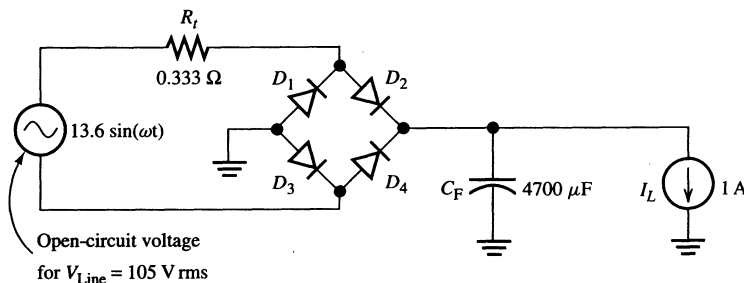 R_t
0.333 Ω
D_1
D_2
13.6 sin(ωt)
D_3
D_4
C_F
4700 μF
I_L
1 A
Open-circuit voltage
for V_Line = 105 V rms